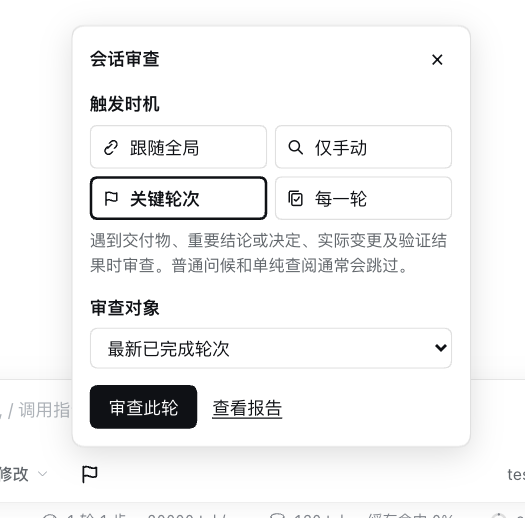 会话审查
触发时机
跟随全局
仅手动
关键轮次
每一轮
遇到交付物、重要结论或决定、实际变更及验证结
果时审查。普通问候和单纯查阅通常会跳过。
审查对象
最新已完成轮次
审查此轮
查看报告
/ 调用指
修改
tes